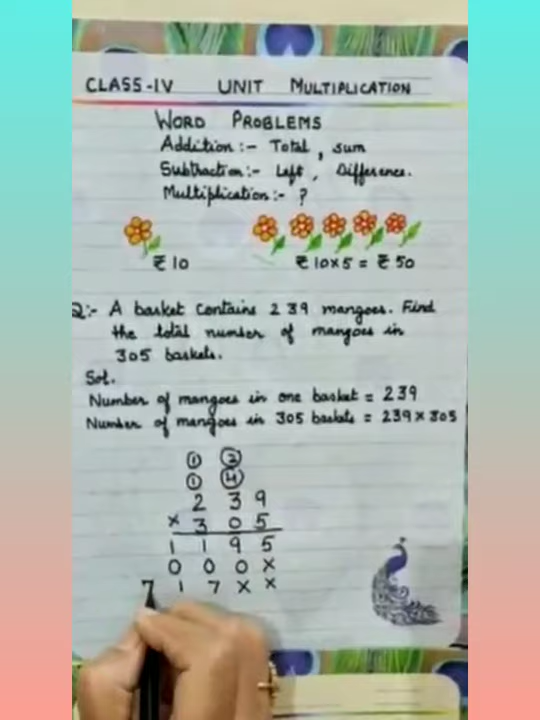 CLASS-IV UNIT MULTIPLICATION
WORD PROBLEMS
Addition:- Total, sum
Subtraction:- Left, Difference.
Multiplication:- ?
₹10 ₹10×5 = ₹50
Q:- A basket contains 239 mangoes. Find
the total number of mangoes in
305 baskets.
Sol.
Number of mangoes in one basket = 239
Number of mangoes in 305 baskets = 239×305
① ③
① ④
2 3 9
× 3 0 5
1 1 9 5
0 0 0 ×
7 1 7 × ×